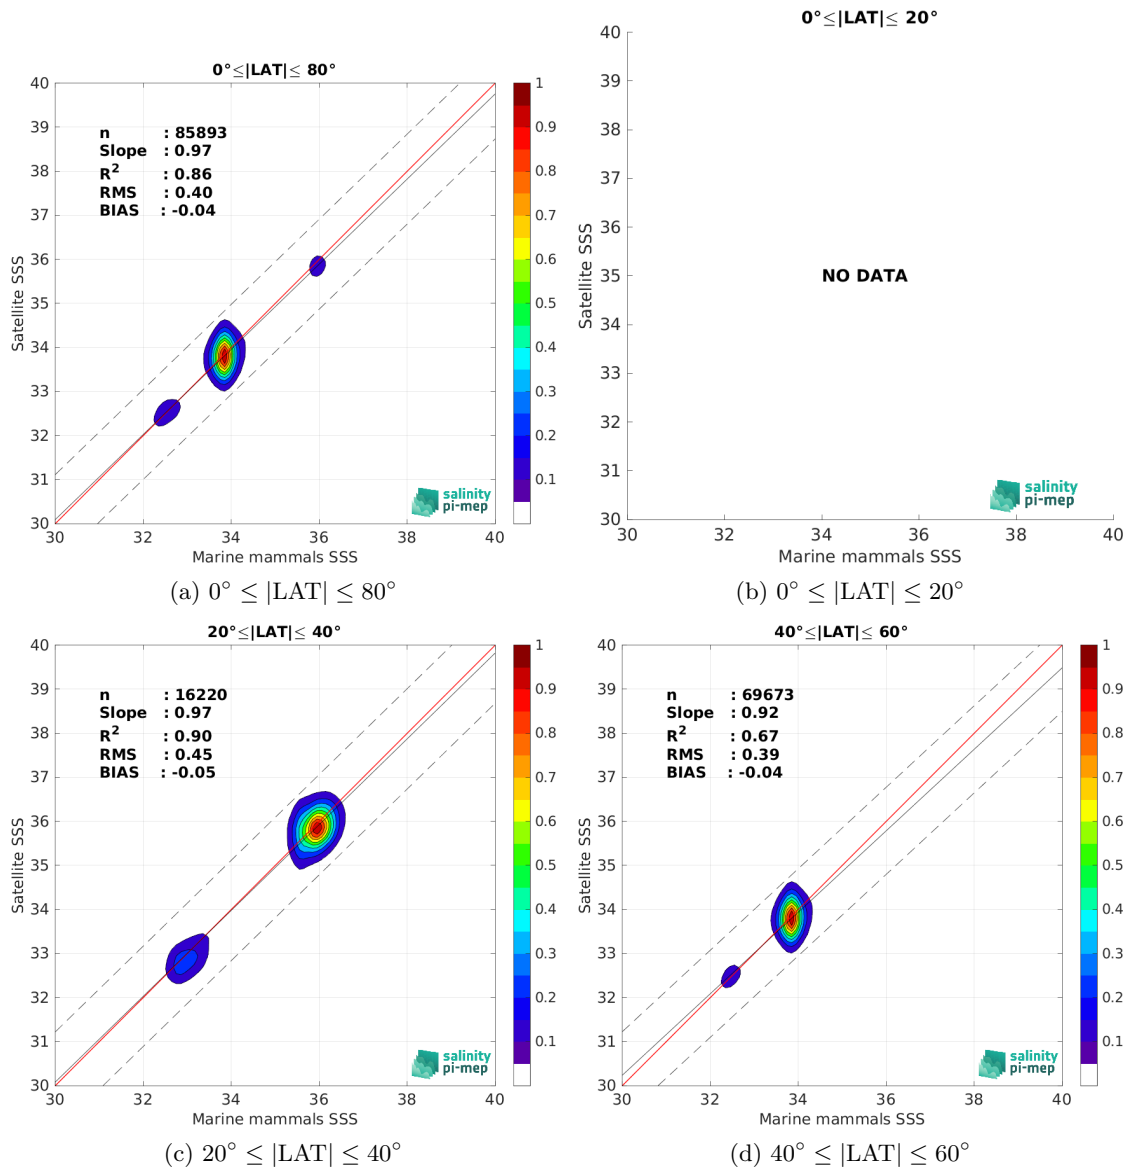 0°≤|LAT|≤ 80°
n : 85893
Slope : 0.97
R² : 0.86
RMS : 0.40
BIAS : -0.04
40
39
38
37
36
35
34
33
32
31
30
Satellite SSS
30 32 34 36 38 40
Marine mammals SSS
1
0.9
0.8
0.7
0.6
0.5
0.4
0.3
0.2
0.1
salinity
pi-mep
(a) 0° ≤ |LAT| ≤ 80°
0°≤|LAT|≤ 20°
40
39
38
37
36
35
34
33
32
31
30
Satellite SSS
NO DATA
salinity
pi-mep
30 32 34 36 38 40
Marine mammals SSS
(b) 0° ≤ |LAT| ≤ 20°
20°≤|LAT|≤ 40°
n : 16220
Slope : 0.97
R² : 0.90
RMS : 0.45
BIAS : -0.05
40
39
38
37
36
35
34
33
32
31
30
Satellite SSS
30 32 34 36 38 40
Marine mammals SSS
1
0.9
0.8
0.7
0.6
0.5
0.4
0.3
0.2
0.1
salinity
pi-mep
(c) 20° ≤ |LAT| ≤ 40°
40°≤|LAT|≤ 60°
n : 69673
Slope : 0.92
R² : 0.67
RMS : 0.39
BIAS : -0.04
40
39
38
37
36
35
34
33
32
31
30
Satellite SSS
30 32 34 36 38 40
Marine mammals SSS
1
0.9
0.8
0.7
0.6
0.5
0.4
0.3
0.2
0.1
salinity
pi-mep
(d) 40° ≤ |LAT| ≤ 60°